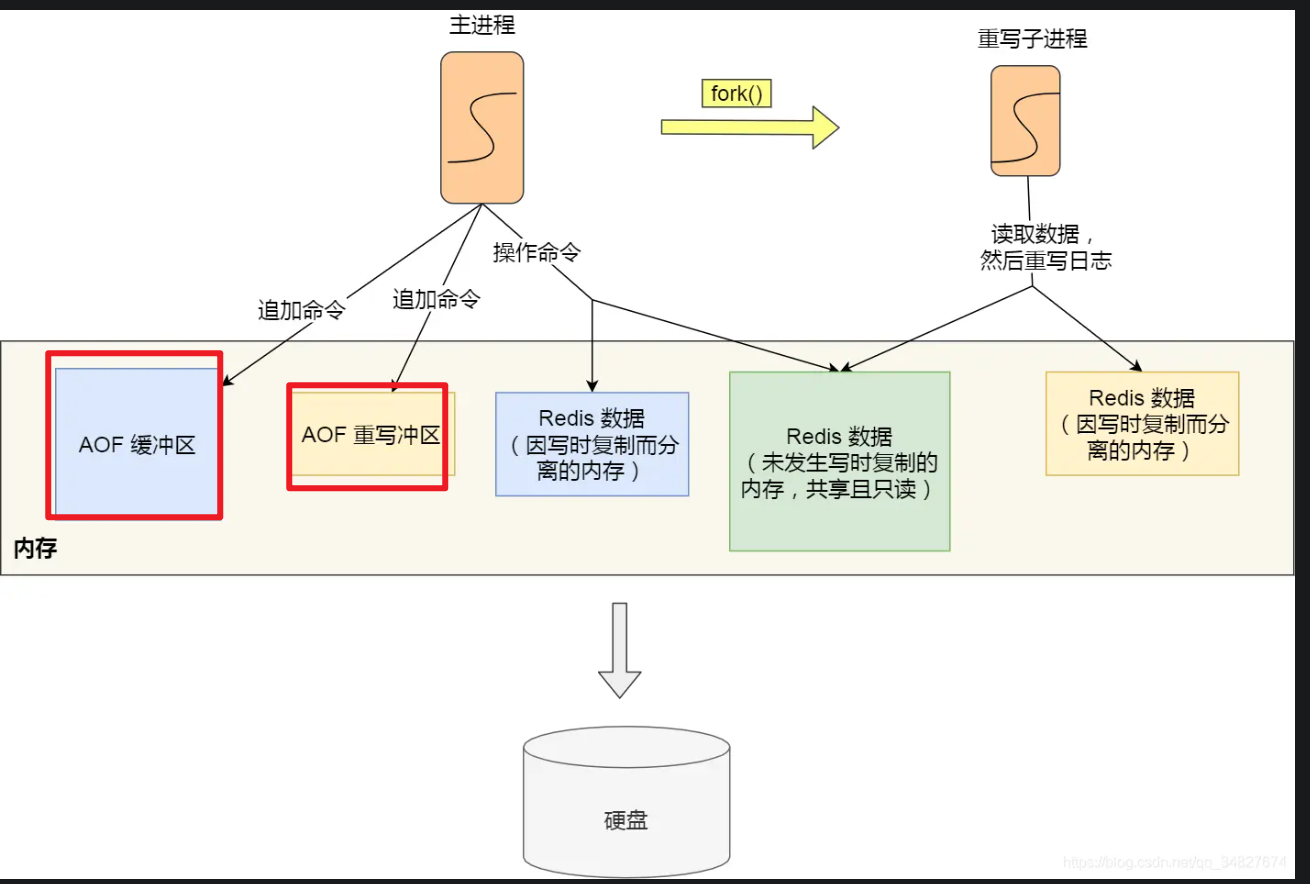 主进程
重写子进程
fork()
读取数据，
然后重写日志
操作命令
追加命令
追加命令
AOF 缓冲区
AOF 重写冲区
Redis 数据
（因写时复制而分
离的内存）
Redis 数据
（未发生写时复制的
内存，共享且只读）
Redis 数据
（因写时复制而分
离的内存）
内存
硬盘
https://blog.csdn.net/qq_34827674